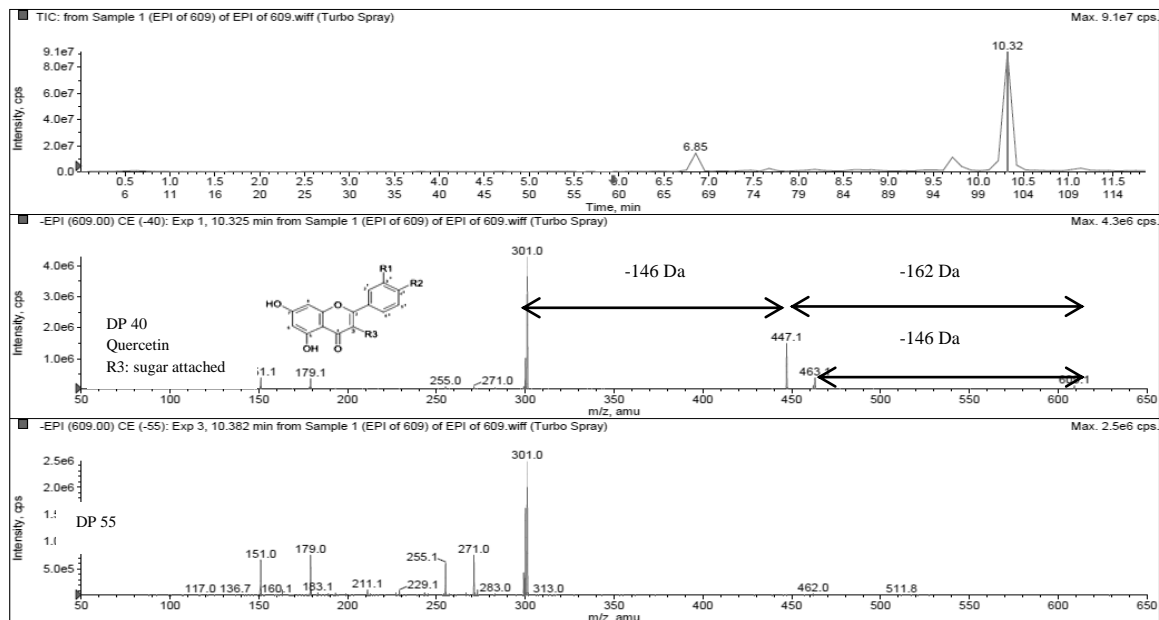 TIC: from Sample 1 (EPI of 609) of EPI of 609.wiff (Turbo Spray) Max. 9.1e7 cps.
9.1e7
8.0e7
6.0e7
4.0e7
2.0e7
0.0
Intensity, cps
6.85
10.32
0.5 1.0 1.5 2.0 2.5 3.0 3.5 4.0 4.5 5.0 5.5 6.0 6.5 7.0 7.5 8.0 8.5 9.0 9.5 10.0 10.5 11.0 11.5
6 11 16 20 25 30 35 40 45 50 55 60 64 69 74 79 84 89 94 99 104 109 114
Time, min
-EPI (609.00) CE (-40): Exp 1, 10.325 min from Sample 1 (EPI of 609) of EPI of 609.wiff (Turbo Spray) Max. 4.3e6 cps.
4.0e6
3.0e6
2.0e6
1.0e6
Intensity, cps
301.0
-146 Da
-162 Da
R1
R2
HO
O
R3
OH
O
DP 40
Quercetin
R3: sugar attached
447.1
-146 Da
179.1
255.0
271.0
50 100 150 200 250 300 350 400 450 500 550 600 650
m/z, amu
-EPI (609.00) CE (-55): Exp 3, 10.382 min from Sample 1 (EPI of 609) of EPI of 609.wiff (Turbo Spray) Max. 2.5e6 cps.
2.5e6
2.0e6
5.0e5
Intensity, cps
301.0
DP 55
151.0
179.0
255.1
271.0
117.0 136.7 160.1 183.1 211.1 229.1 283.0 313.0 462.0 511.8
50 100 150 200 250 300 350 400 450 500 550 600 650
m/z, amu